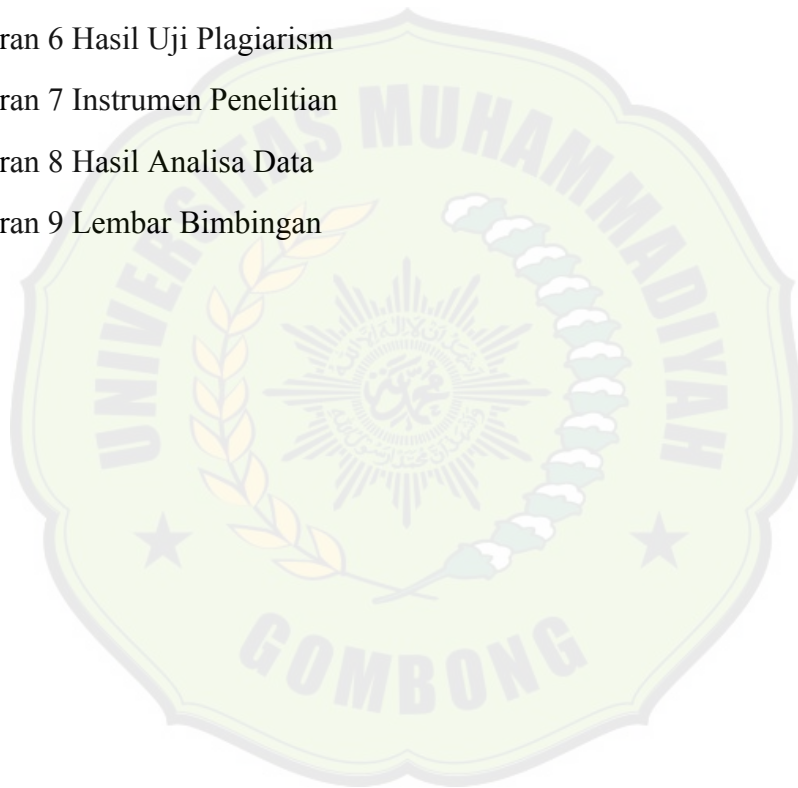 ran 6 Hasil Uji Plagiarism
ran 7 Instrumen Penelitian
ran 8 Hasil Analisa Data
ran 9 Lembar Bimbingan
UNIVERSITAS MUHAMMADIYAH
GOMBONG